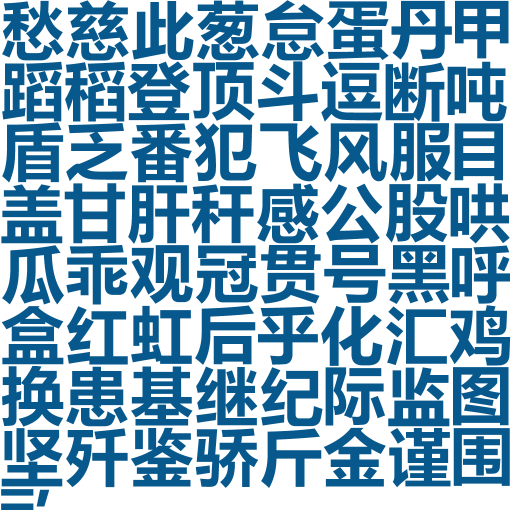 愁慈此葱怠蛋丹甲
蹈稻登顶斗逗断吨
盾乏番犯飞风服目
盖甘肝秆感公股哄
瓜乖观冠贯号黑呼
盒红虹后乎化汇鸡
换患基继纪际监图
坚歼鉴骄斤金谨围